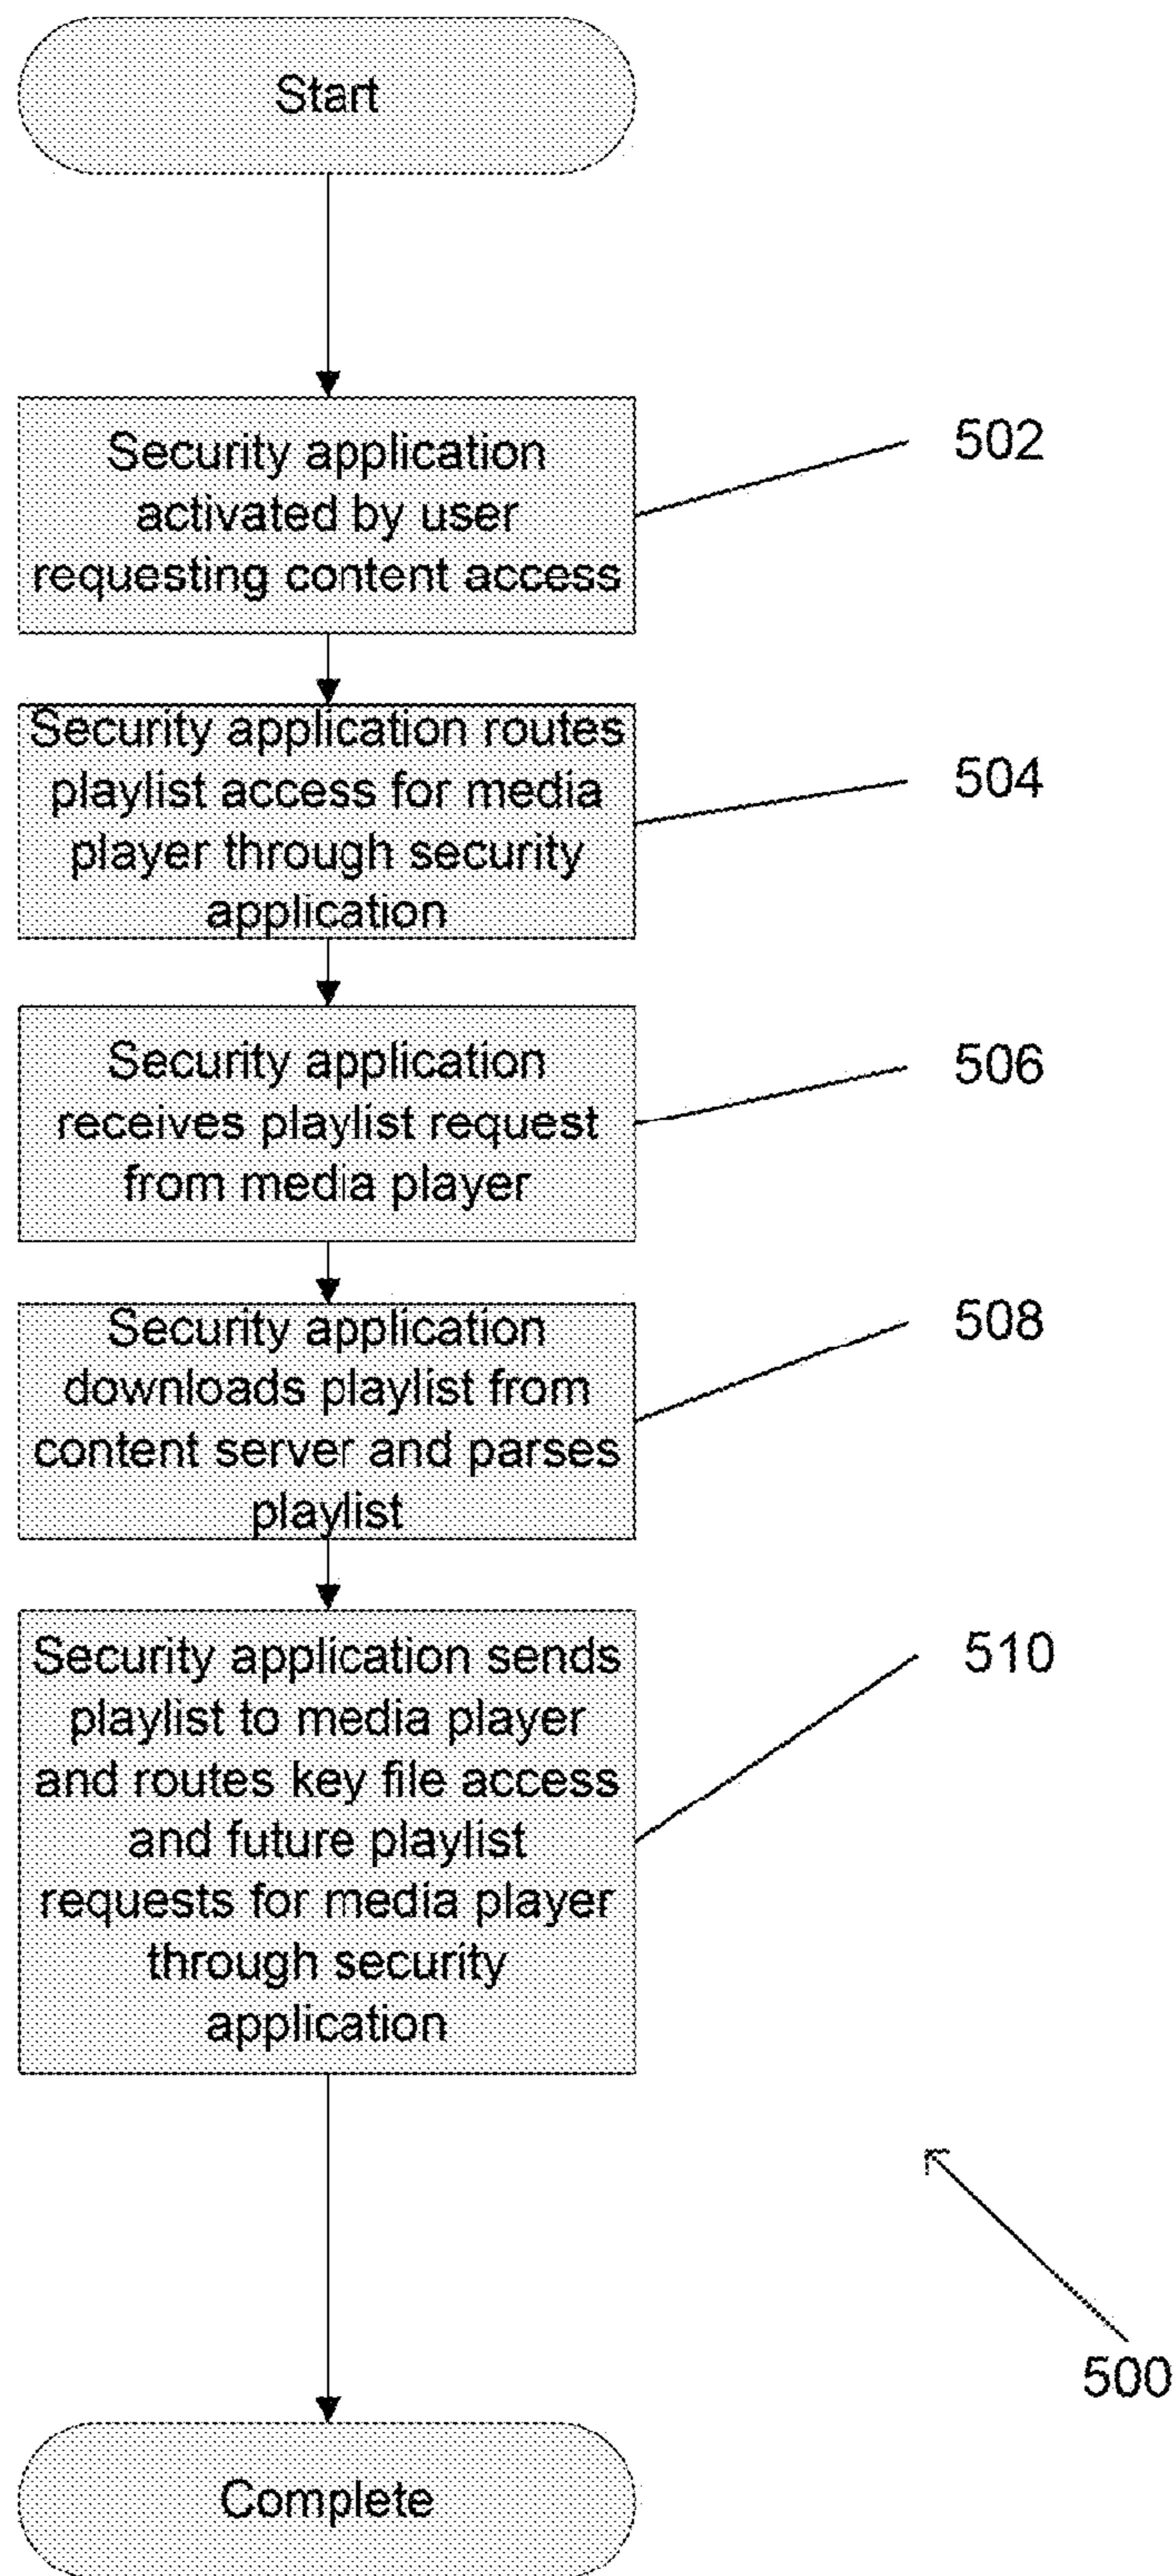 Start
Security application
activated by user
requesting content access
502
Security application routes
playlist access for media
player through security
application
504
Security application
receives playlist request
from media player
506
Security application
downloads playlist from
content server and parses
playlist
508
Security application sends
playlist to media player
and routes key file access
and future playlist
requests for media player
through security
application
510
500
Complete